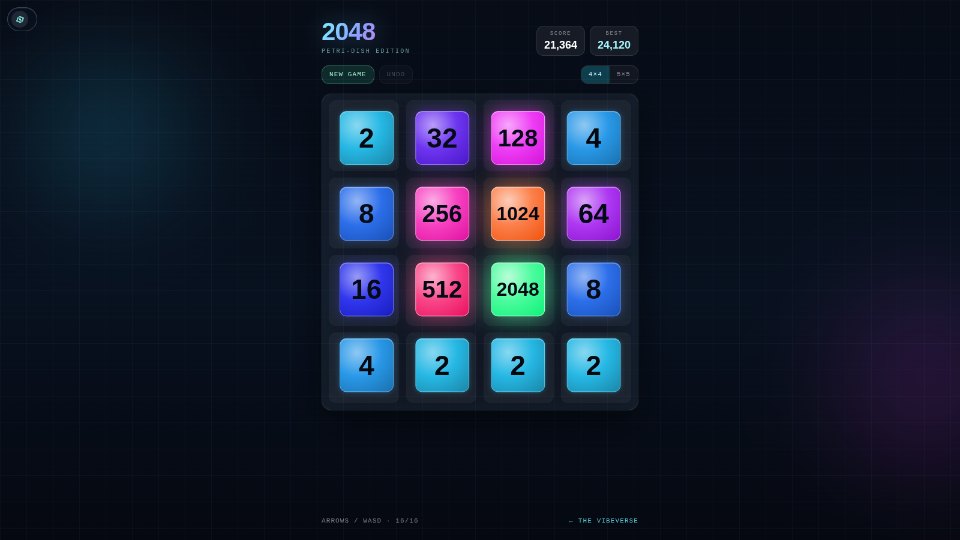 2048
PETRI-DISH EDITION
SCORE
21,364
BEST
24,120
NEW GAME
UNDO
4×4
5×5
2 32 128 4
8 256 1024 64
16 512 2048 8
4 2 2 2
ARROWS / WASD · 16/16
← THE VIBEVERSE